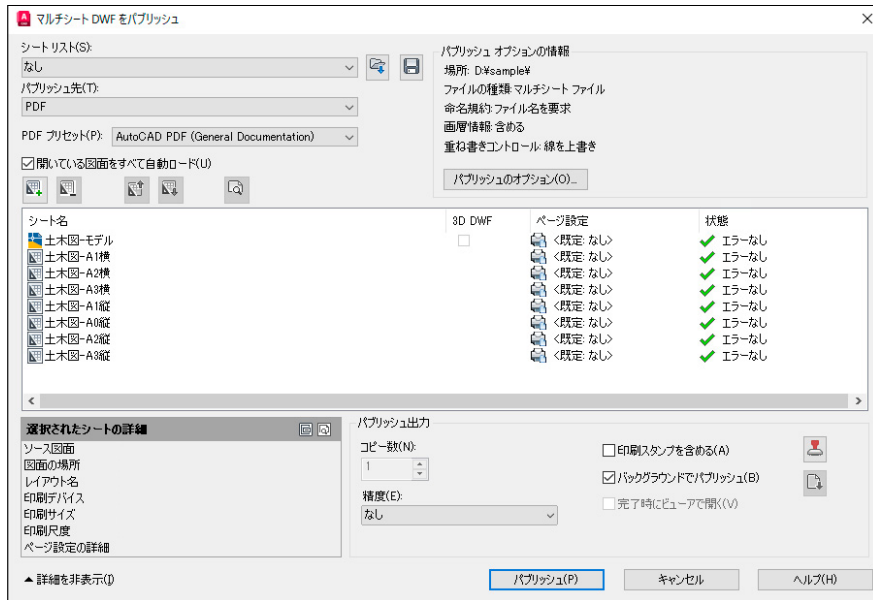 マルチシート DWF をパブリッシュ
シート リスト(S):
なし
パブリッシュ先(T):
PDF
PDF プリセット(P): AutoCAD PDF (General Documentation)
開いている図面をすべて自動ロード(U)
パブリッシュ オプションの情報
場所: D:¥sample¥
ファイルの種類:マルチシート ファイル
命名規約:ファイル名を要求
画層情報:含める
重ね書きコントロール:線を上書き
パブリッシュのオプション(O)...
シート名 3D DWF ページ設定 状態
土木図-モデル <既定: なし> エラーなし
土木図-A1横 <既定: なし> エラーなし
土木図-A2横 <既定: なし> エラーなし
土木図-A3横 <既定: なし> エラーなし
土木図-A1縦 <既定: なし> エラーなし
土木図-A0縦 <既定: なし> エラーなし
土木図-A2縦 <既定: なし> エラーなし
土木図-A3縦 <既定: なし> エラーなし
選択されたシートの詳細
ソース図面
図面の場所
レイアウト名
印刷デバイス
印刷サイズ
印刷尺度
ページ設定の詳細
パブリッシュ出力
コピー数(N):
1
精度(E):
なし
印刷スタンプを含める(A)
バックグラウンドでパブリッシュ(B)
完了時にビューアで開く(V)
詳細を非表示(I)
パブリッシュ(P) キャンセル ヘルプ(H)